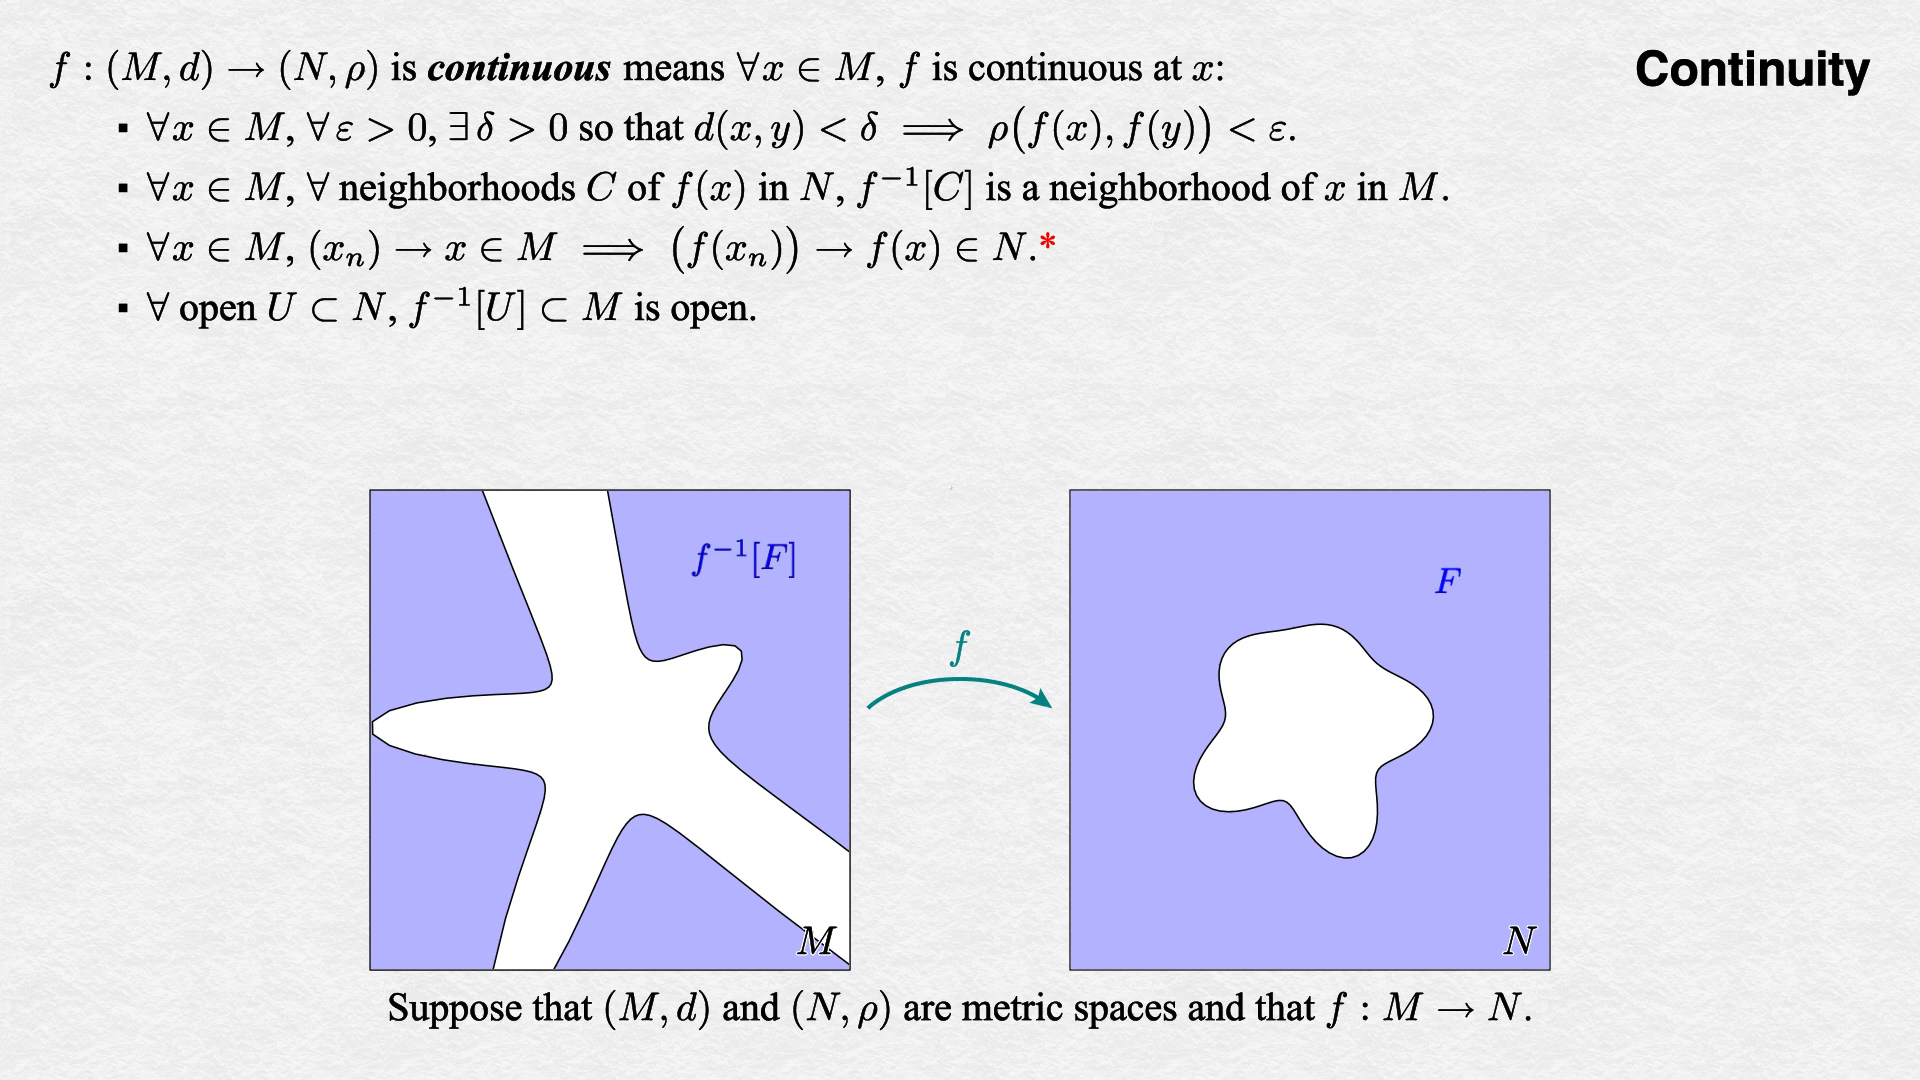 f : (M, d) → (N, ρ) is continuous means ∀x ∈ M, f is continuous at x:
Continuity
▪ ∀x ∈ M, ∀ε > 0, ∃δ > 0 so that d(x, y) < δ ⟹ ρ(f(x), f(y)) < ε.
▪ ∀x ∈ M, ∀ neighborhoods C of f(x) in N, f⁻¹[C] is a neighborhood of x in M.
▪ ∀x ∈ M, (xₙ) → x ∈ M ⟹ (f(xₙ)) → f(x) ∈ N.*
▪ ∀ open U ⊂ N, f⁻¹[U] ⊂ M is open.
f⁻¹[F]
F
f
M
N
Suppose that (M, d) and (N, ρ) are metric spaces and that f : M → N.